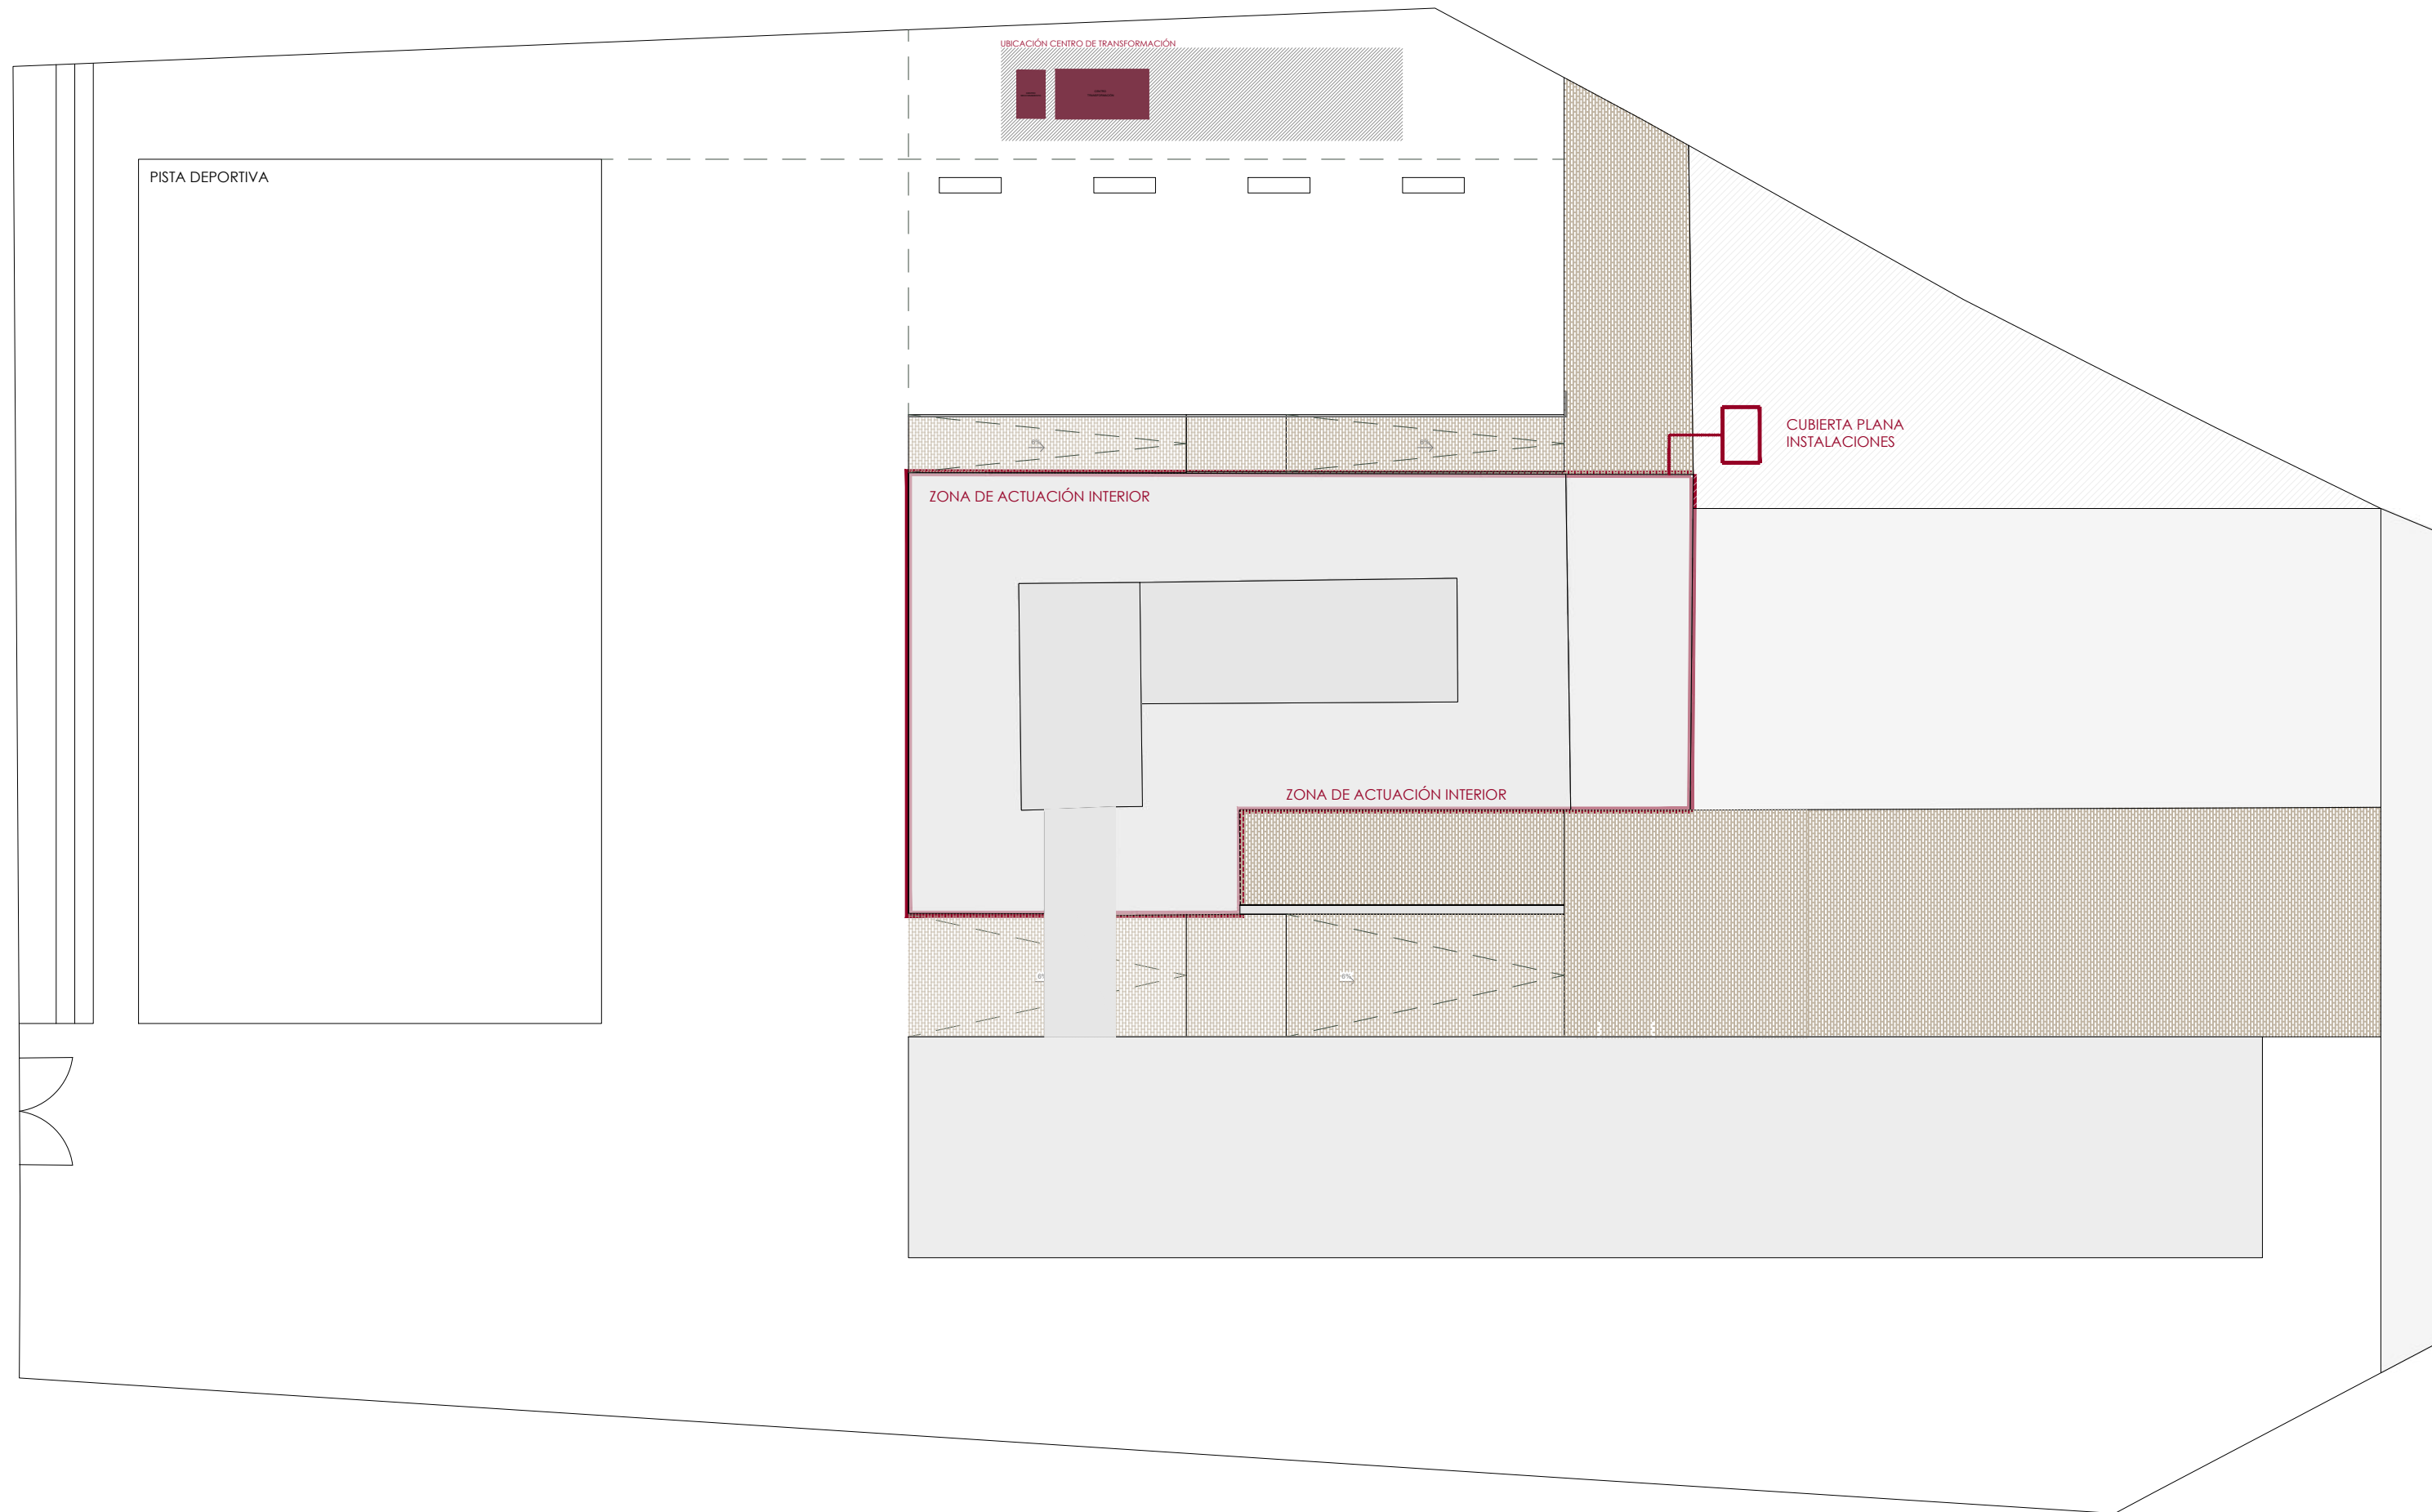 UBICACIÓN CENTRO DE TRANSFORMACIÓN
PISTA DEPORTIVA
CUBIERTA PLANA
INSTALACIONES
ZONA DE ACTUACIÓN INTERIOR
ZONA DE ACTUACIÓN INTERIOR